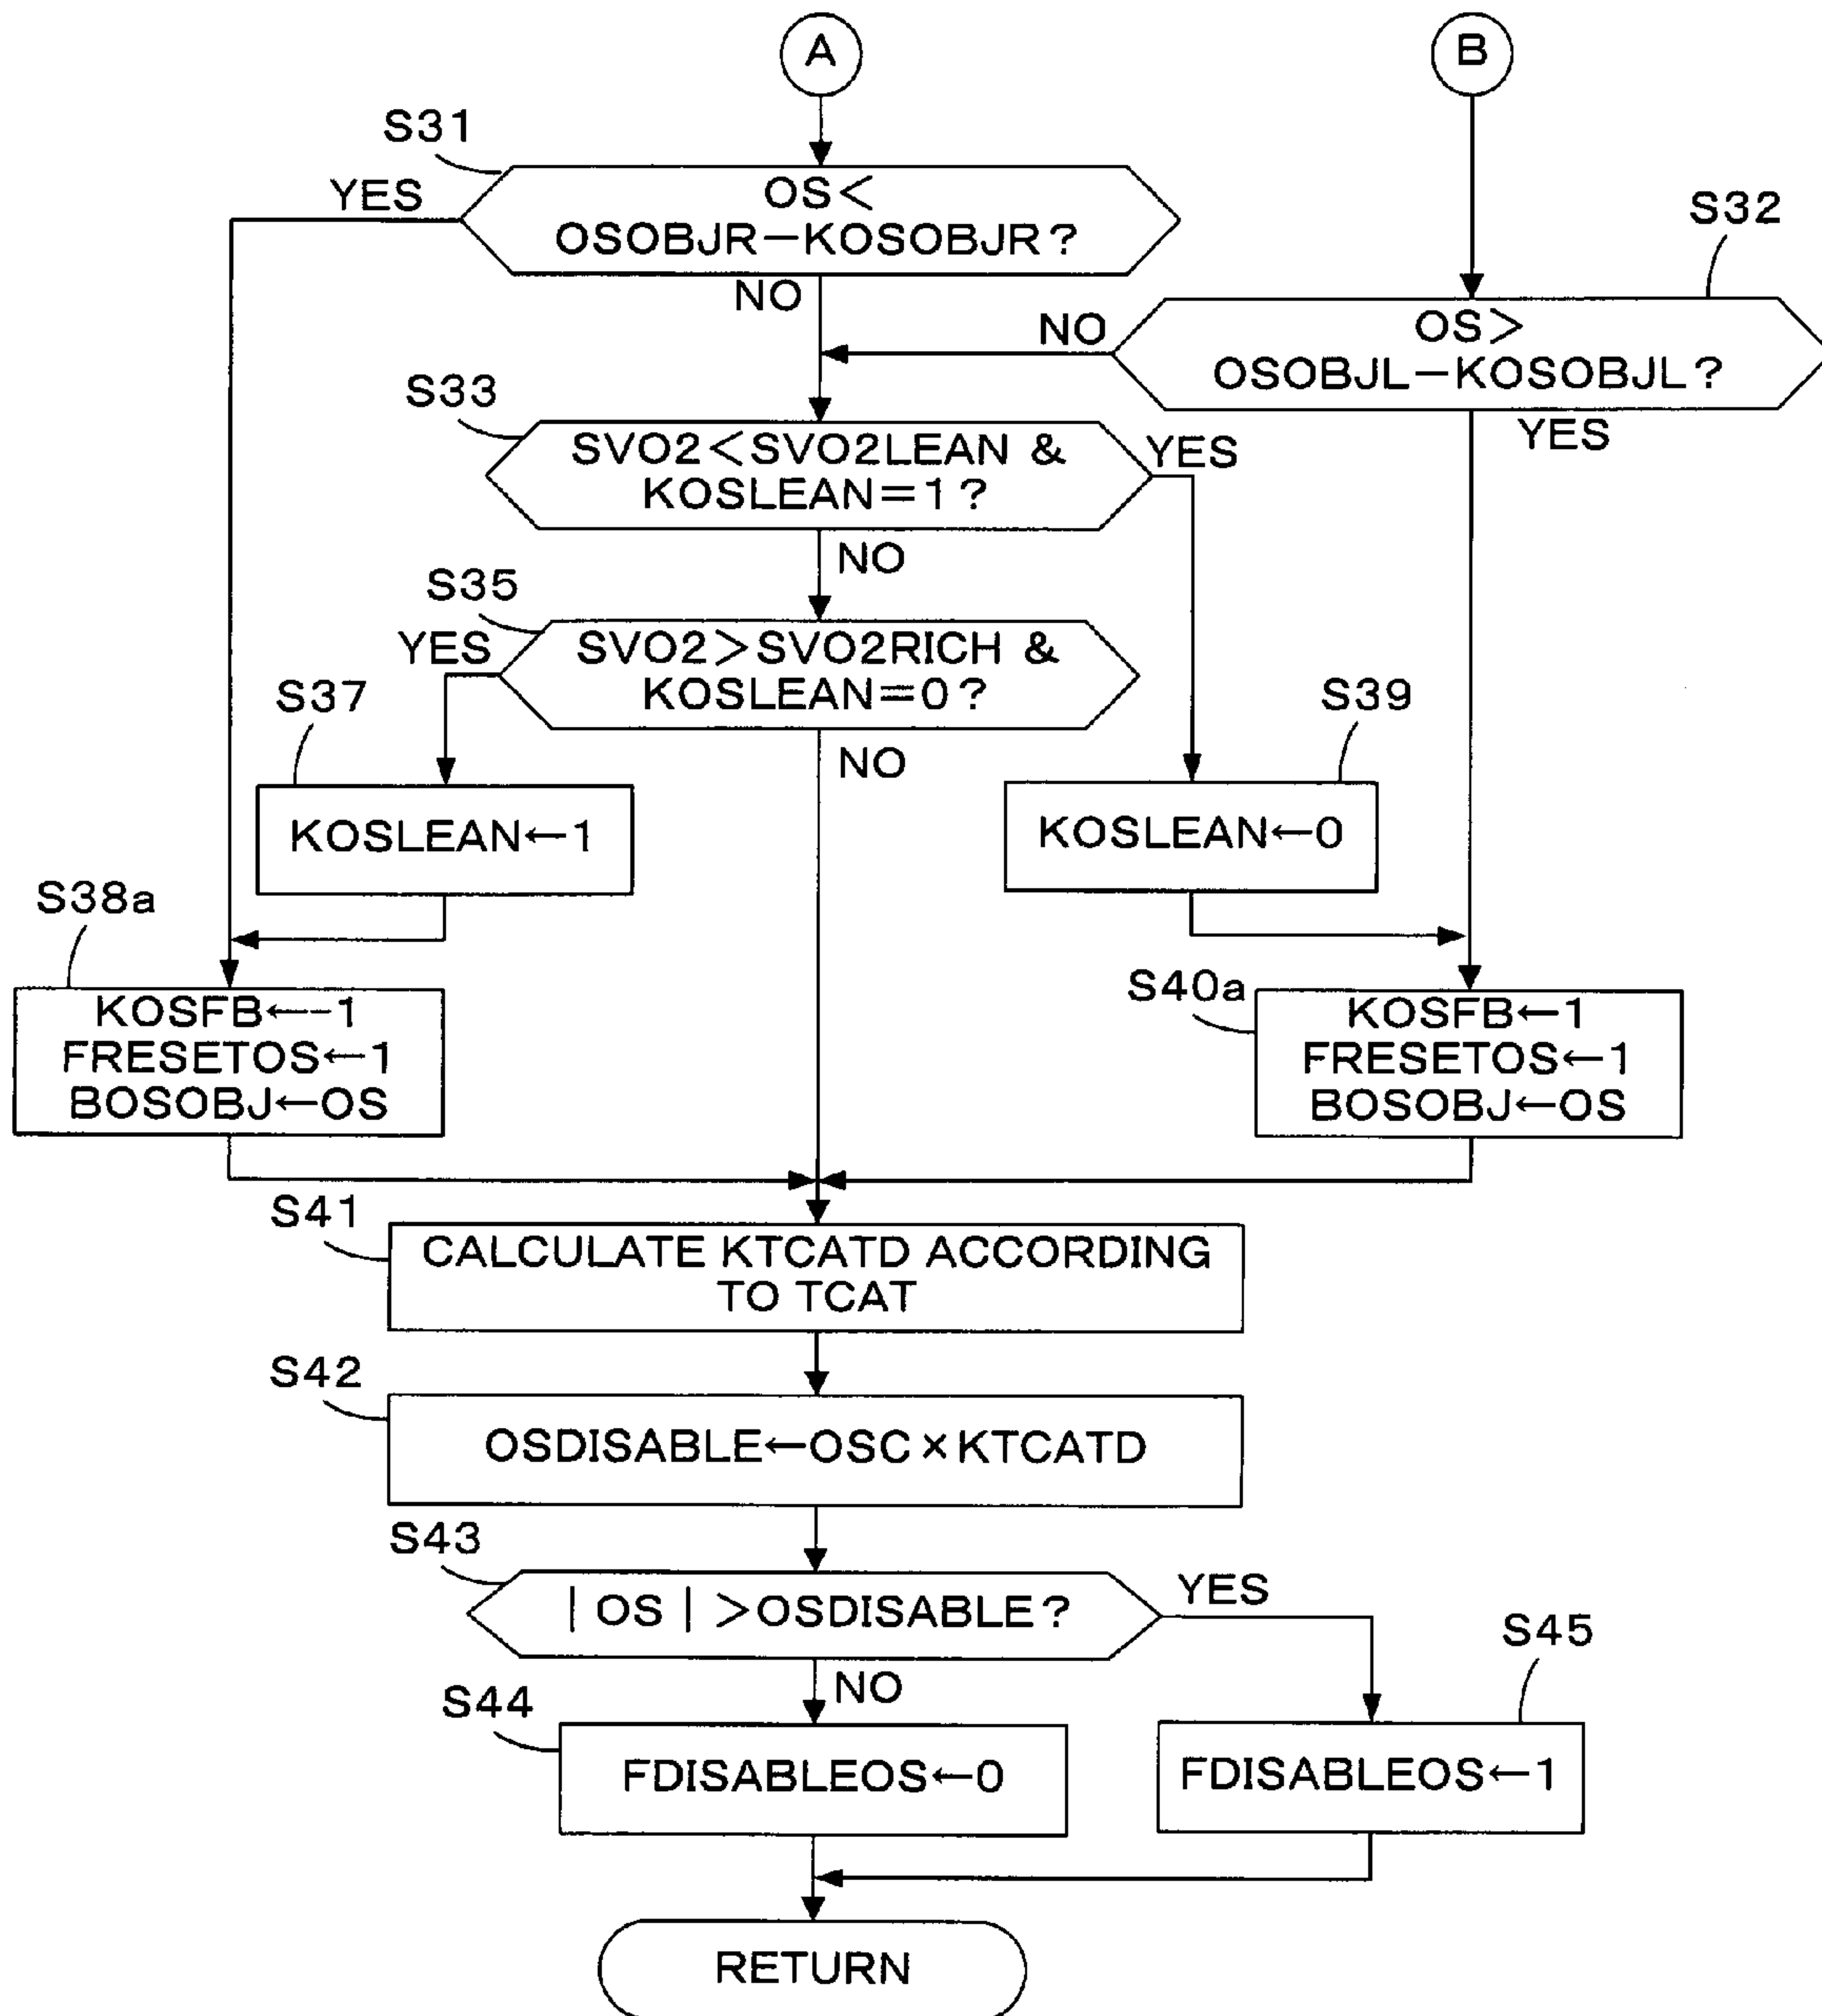 A
B
S31
YES
OS<
OSOBJR−KOSOBJR?
NO
S32
NO
OS>
OSOBJL−KOSOBJL?
YES
S33
SVO2<SVO2LEAN &
KOSLEAN=1?
YES
NO
S35
YES
SVO2>SVO2RICH &
KOSLEAN=0?
NO
S37
KOSLEAN←1
S39
KOSLEAN←0
S38a
KOSFB←−1
FRESETOS←1
BOSOBJ←OS
S40a
KOSFB←1
FRESETOS←1
BOSOBJ←OS
S41
CALCULATE KTCATD ACCORDING
TO TCAT
S42
OSDISABLE←OSC×KTCATD
S43
|OS|>OSDISABLE?
YES
NO
S44
FDISABLEOS←0
S45
FDISABLEOS←1
RETURN